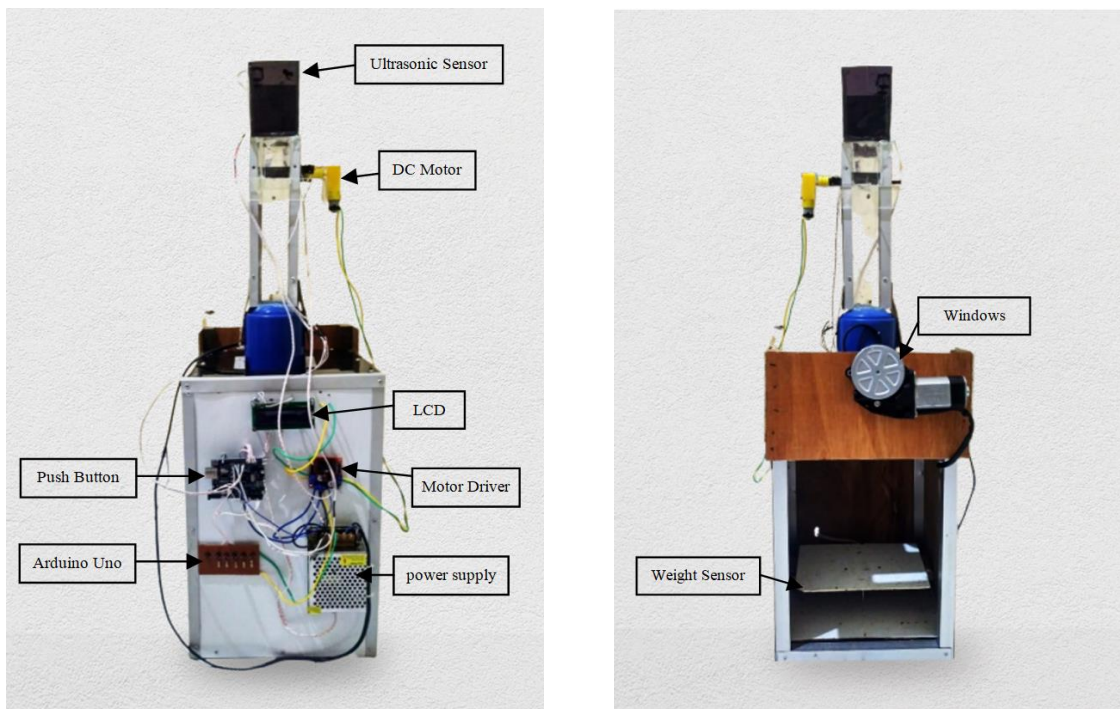 Ultrasonic Sensor
DC Motor
LCD
Push Button
Motor Driver
Arduino Uno
power supply
Windows
Weight Sensor